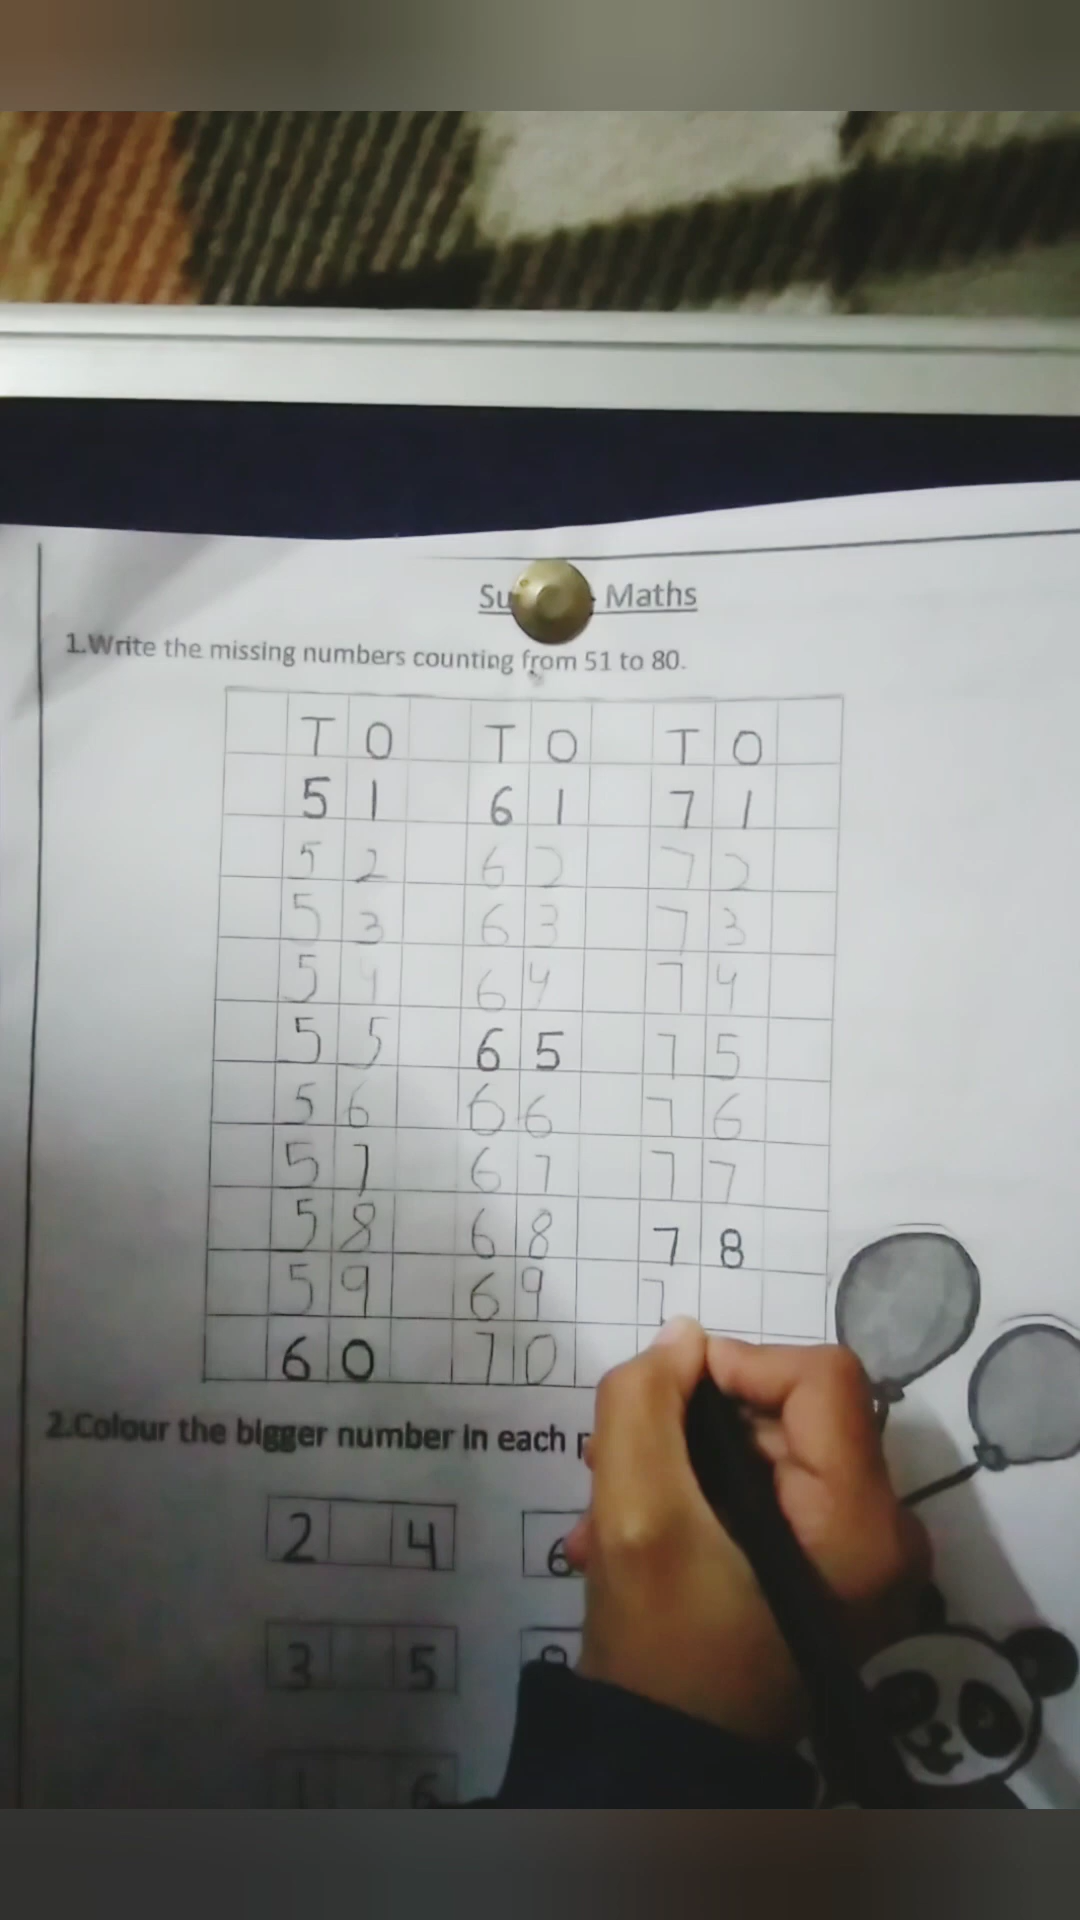 Maths
1.Write the missing numbers counting from 51 to 80.
T O T O T O
5 1 6 1 7 1
5 2 6 2 7 2
5 3 6 3 7 3
5 4 6 4 7 4
5 5 6 5 7 5
5 6 6 6 7 6
5 7 6 7 7 7
5 8 6 8 7 8
5 9 6 9 7
6 0 7 0
2.Colour the bigger number in each
2 4 6
3 5
6